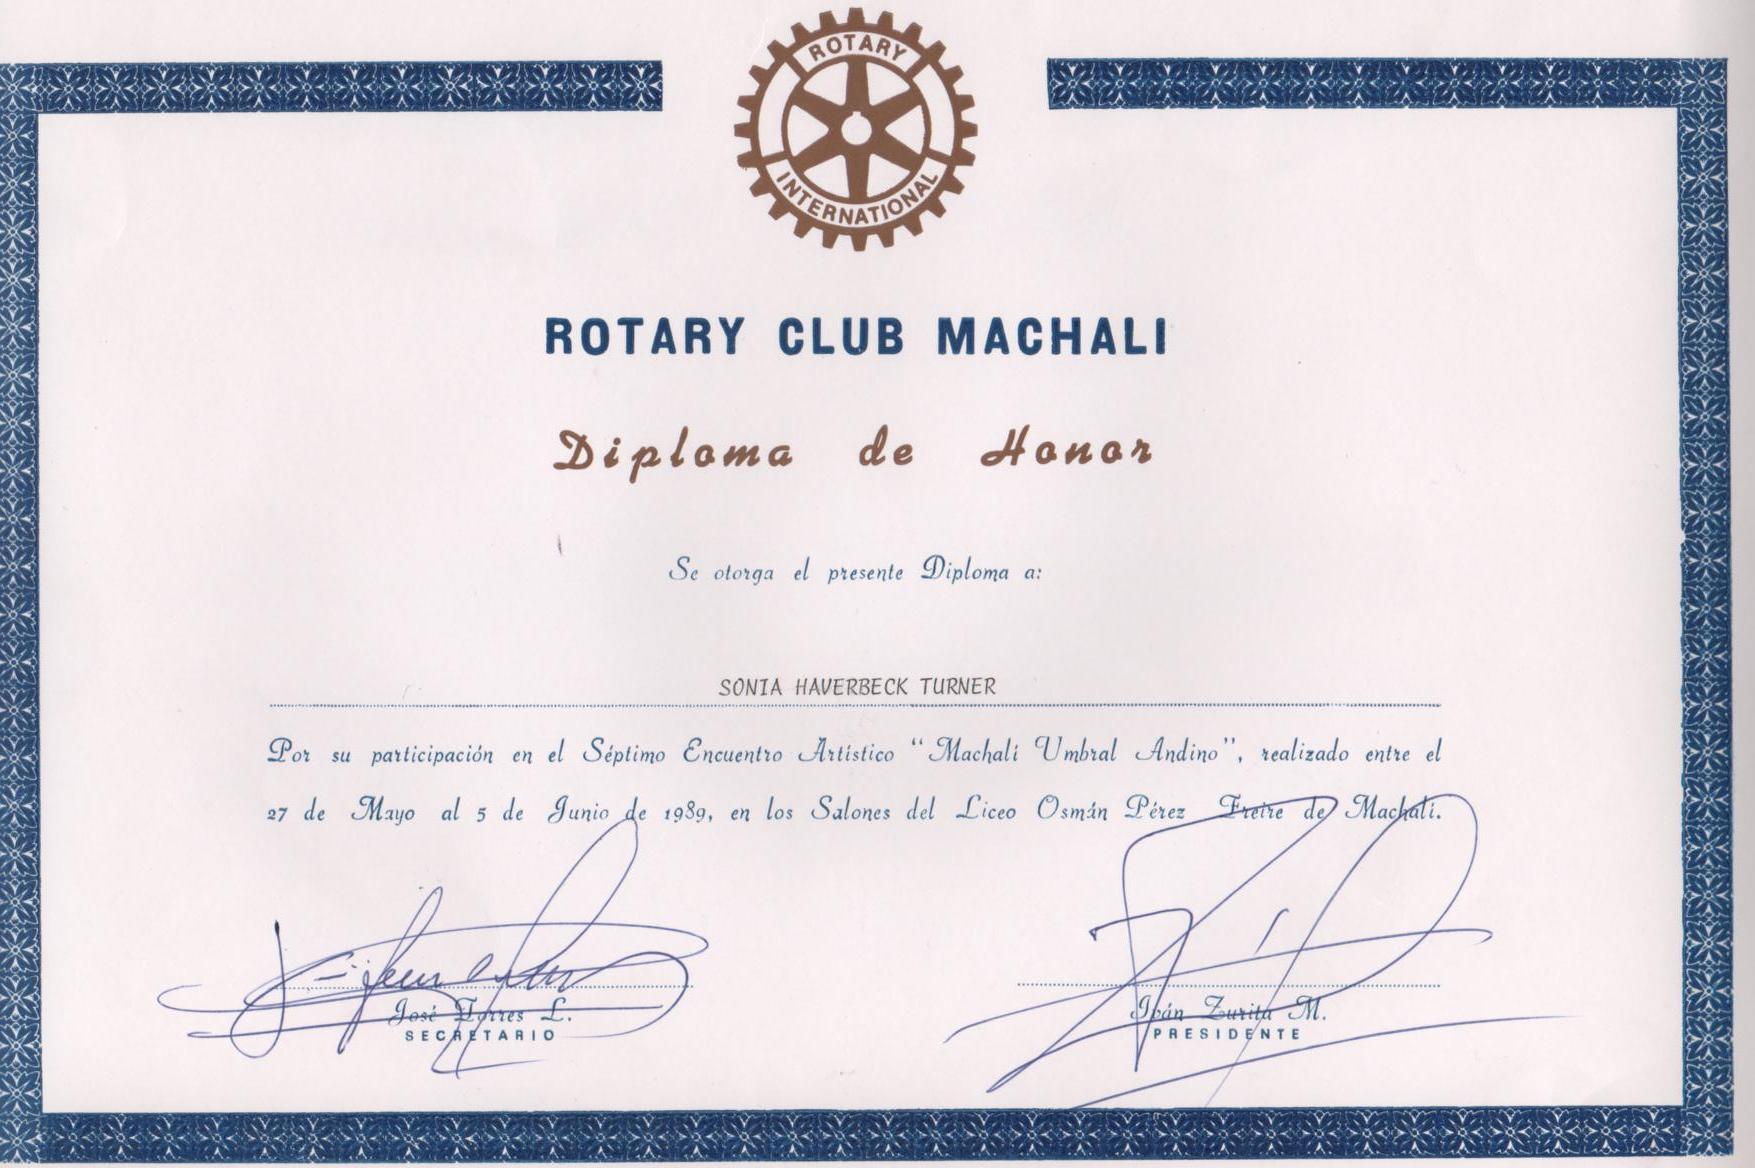 ROTARY
INTERNATIONAL
ROTARY CLUB MACHALI
Diploma de Honor
Se otorga el presente Diploma a:
SONIA HAVERBECK TURNER
Por su participación en el Séptimo Encuentro Artístico “Machalí Umbral Andino”, realizado entre el
27 de Mayo al 5 de Junio de 1989, en los Salones del Liceo Osmán Pérez Freire de Machalí.
José Torres L.
SECRETARIO
Iván Zurita M.
PRESIDENTE